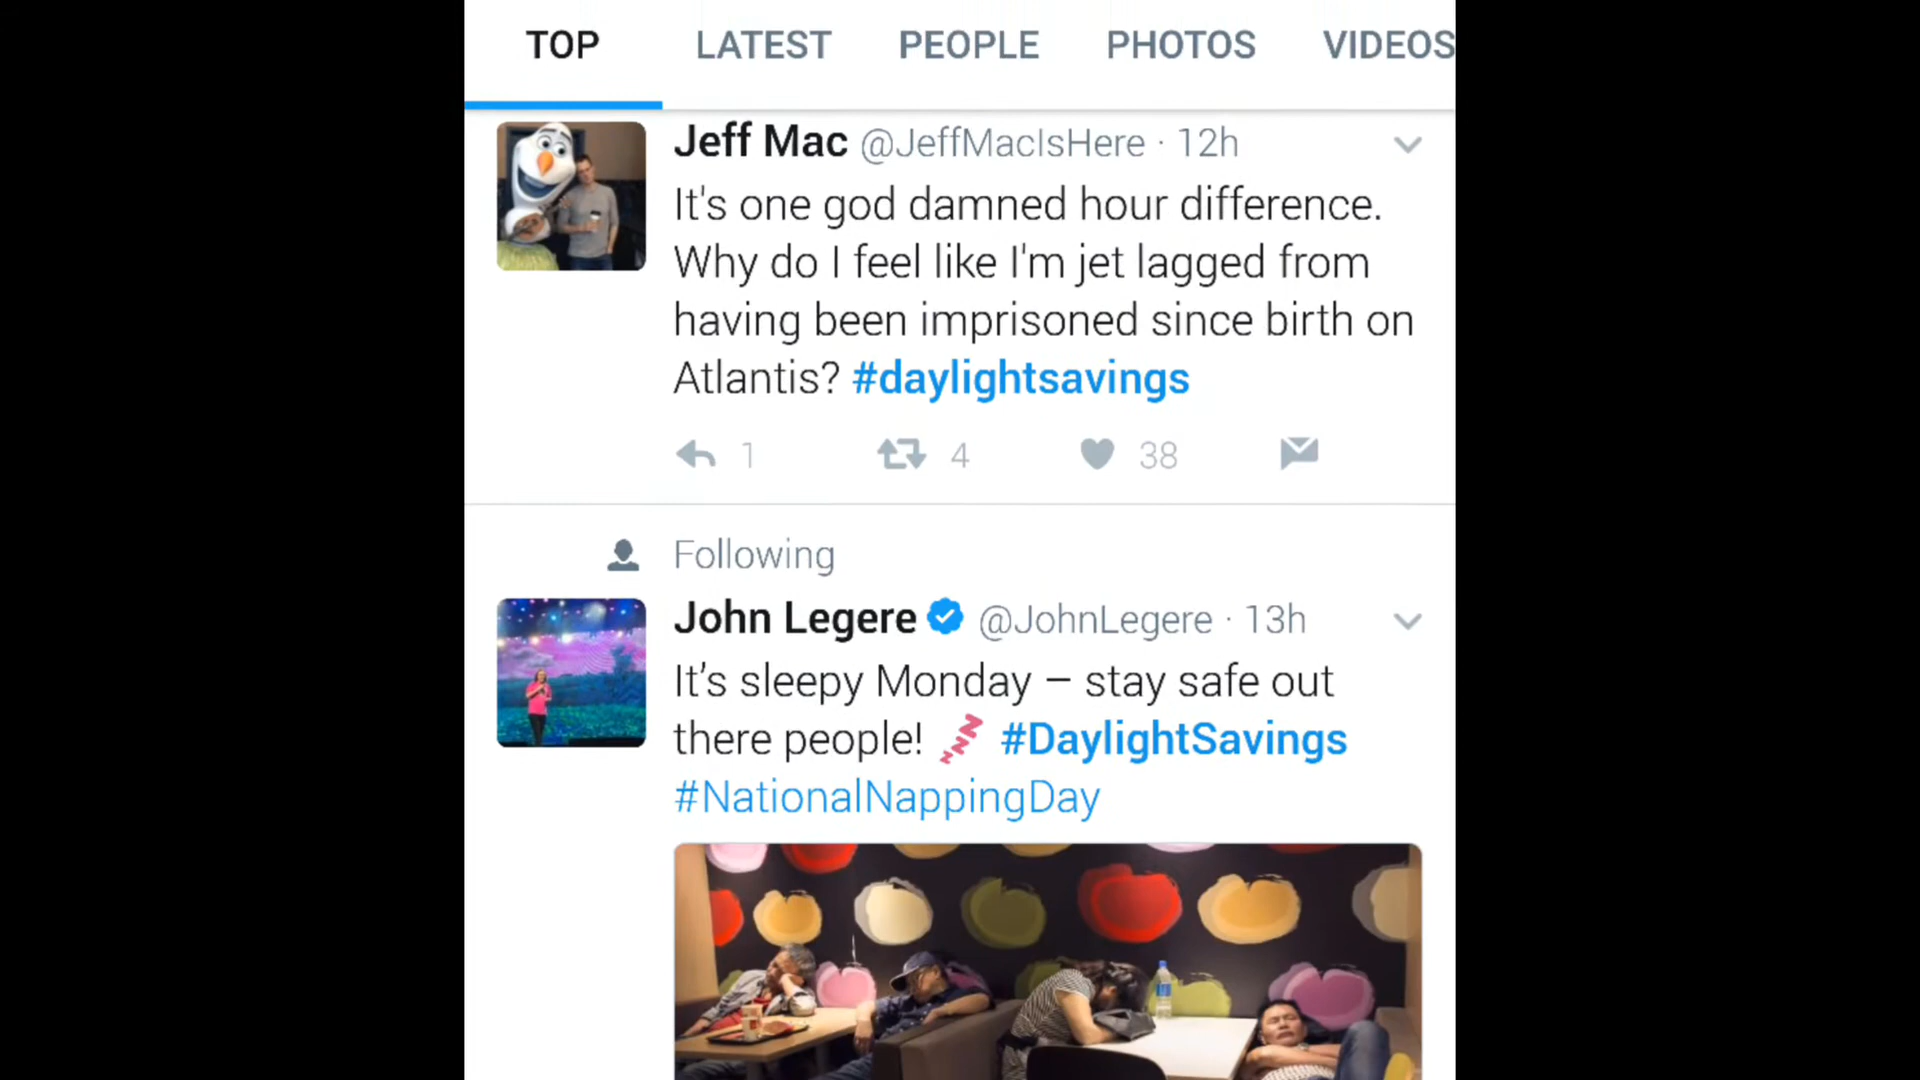 TOP LATEST PEOPLE PHOTOS VIDEOS
Jeff Mac @JeffMacIsHere · 12h
It's one god damned hour difference.
Why do I feel like I'm jet lagged from
having been imprisoned since birth on
Atlantis? #daylightsavings
1 4 38
Following
John Legere @JohnLegere · 13h
It's sleepy Monday – stay safe out
there people! 💤 #DaylightSavings
#NationalNappingDay